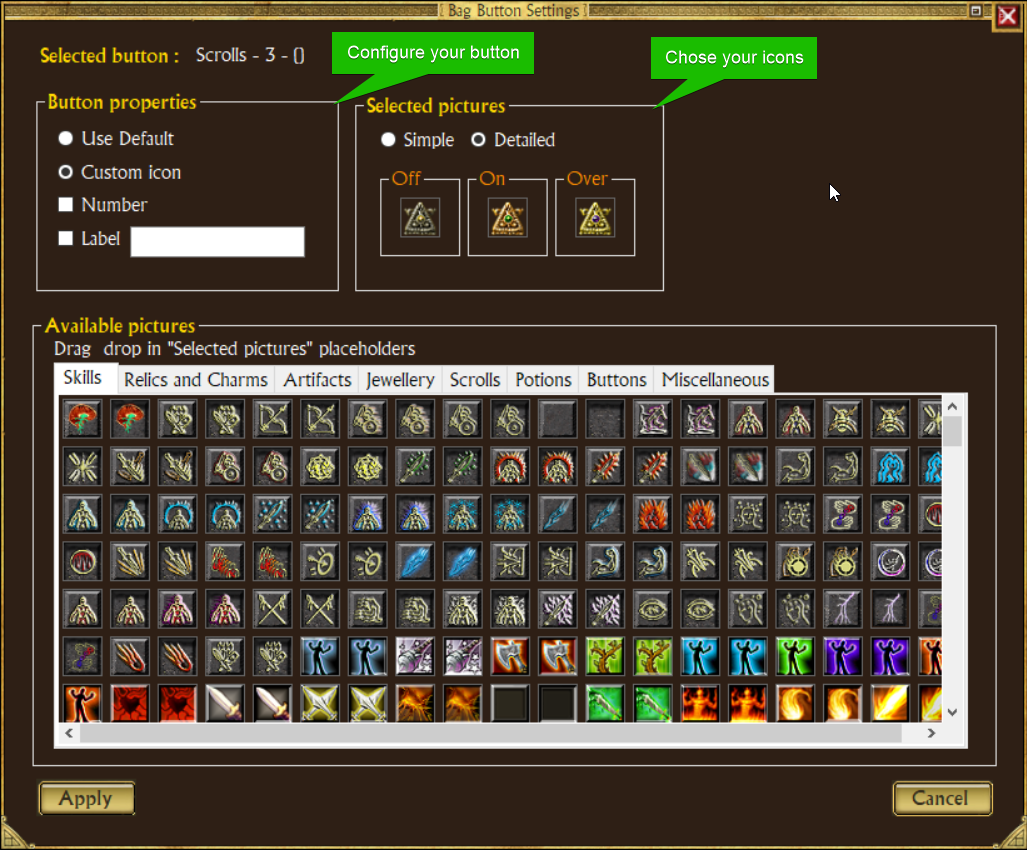 Bag Button Settings
Selected button : Scrolls - 3 - ()
Configure your button
Chose your icons
Button properties
Use Default
Custom icon
Number
Label
Selected pictures
Simple Detailed
Off On Over
Available pictures
Drag drop in "Selected pictures" placeholders
Skills Relics and Charms Artifacts Jewellery Scrolls Potions Buttons Miscellaneous
Apply Cancel